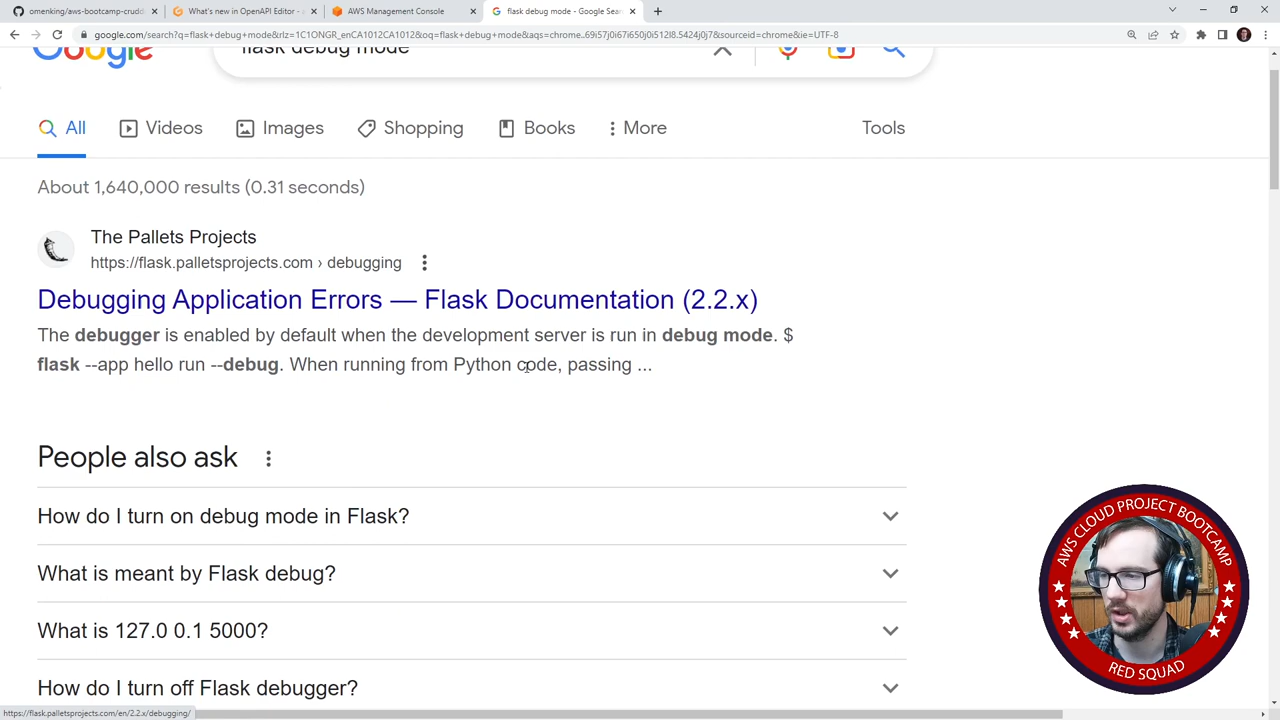 omenking/aws-bootcamp-crudd
What's new in OpenAPI Editor -
AWS Management Console
flask debug mode - Google Sear
google.com/search?q=flask+debug+mode&rlz=1C1ONGR_enCA1012CA1012&oq=flask+debug+mode&aqs=chrome..69i57j0i67i650j0i512l8.5424j0j7&sourceid=chrome&ie=UTF-8
Google
flask debug mode
All
Videos
Images
Shopping
Books
More
Tools
About 1,640,000 results (0.31 seconds)
The Pallets Projects
https://flask.palletsprojects.com › debugging
Debugging Application Errors — Flask Documentation (2.2.x)
The debugger is enabled by default when the development server is run in debug mode. $
flask --app hello run --debug. When running from Python code, passing ...
People also ask
How do I turn on debug mode in Flask?
What is meant by Flask debug?
What is 127.0 0.1 5000?
How do I turn off Flask debugger?
https://flask.palletsprojects.com/en/2.2.x/debugging/
AWS CLOUD PROJECT BOOTCAMP
RED SQUAD